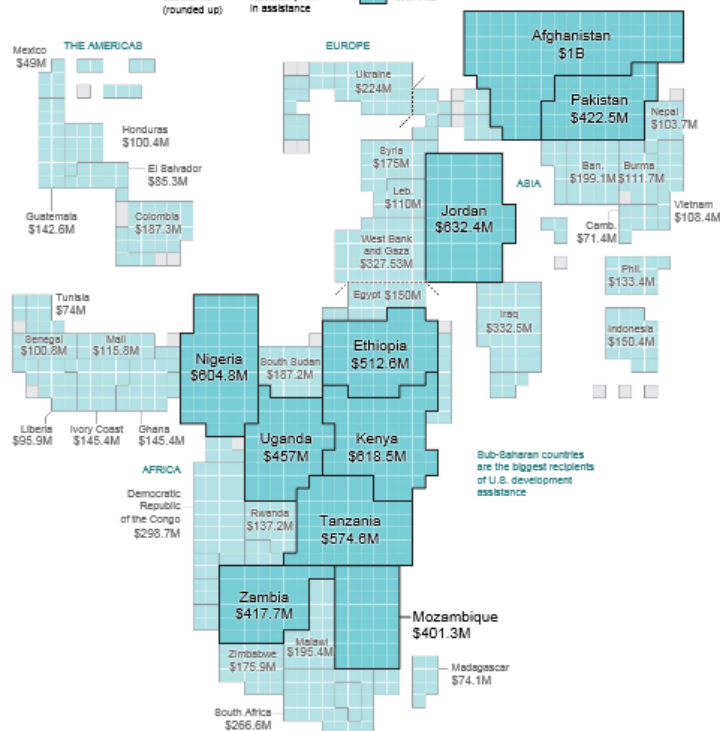 (rounded up)
in assistance
THE AMERICAS
Mexico
$49M
Honduras
$100.4M
El Salvador
$85.3M
Guatemala
$142.6M
Colombia
$187.3M
EUROPE
Ukraine
$224M
Afghanistan
$1B
Pakistan
$422.5M
Nepal
$103.7M
Syria
$175M
Leb.
$110M
Jordan
$632.4M
West Bank
and Gaza
$327.53M
ASIA
Ban.
$199.1M
Burma
$111.7M
Vietnam
$108.4M
Camb.
$71.4M
Phil.
$133.4M
Indonesia
$150.4M
Iraq
$332.5M
Egypt $150M
Tunisia
$74M
Senegal
$100.8M
Mali
$115.8M
Nigeria
$604.8M
South Sudan
$187.2M
Ethiopia
$512.6M
Liberia
$95.9M
Ivory Coast
$145.4M
Ghana
$145.4M
Uganda
$457M
Kenya
$618.5M
AFRICA
Democratic
Republic
of the Congo
$298.7M
Rwanda
$137.2M
Tanzania
$574.6M
Sub-Saharan countries
are the biggest recipients
of U.S. development
assistance
Zambia
$417.7M
Mozambique
$401.3M
Malawi
$195.4M
Zimbabwe
$175.9M
Madagascar
$74.1M
South Africa
$266.6M